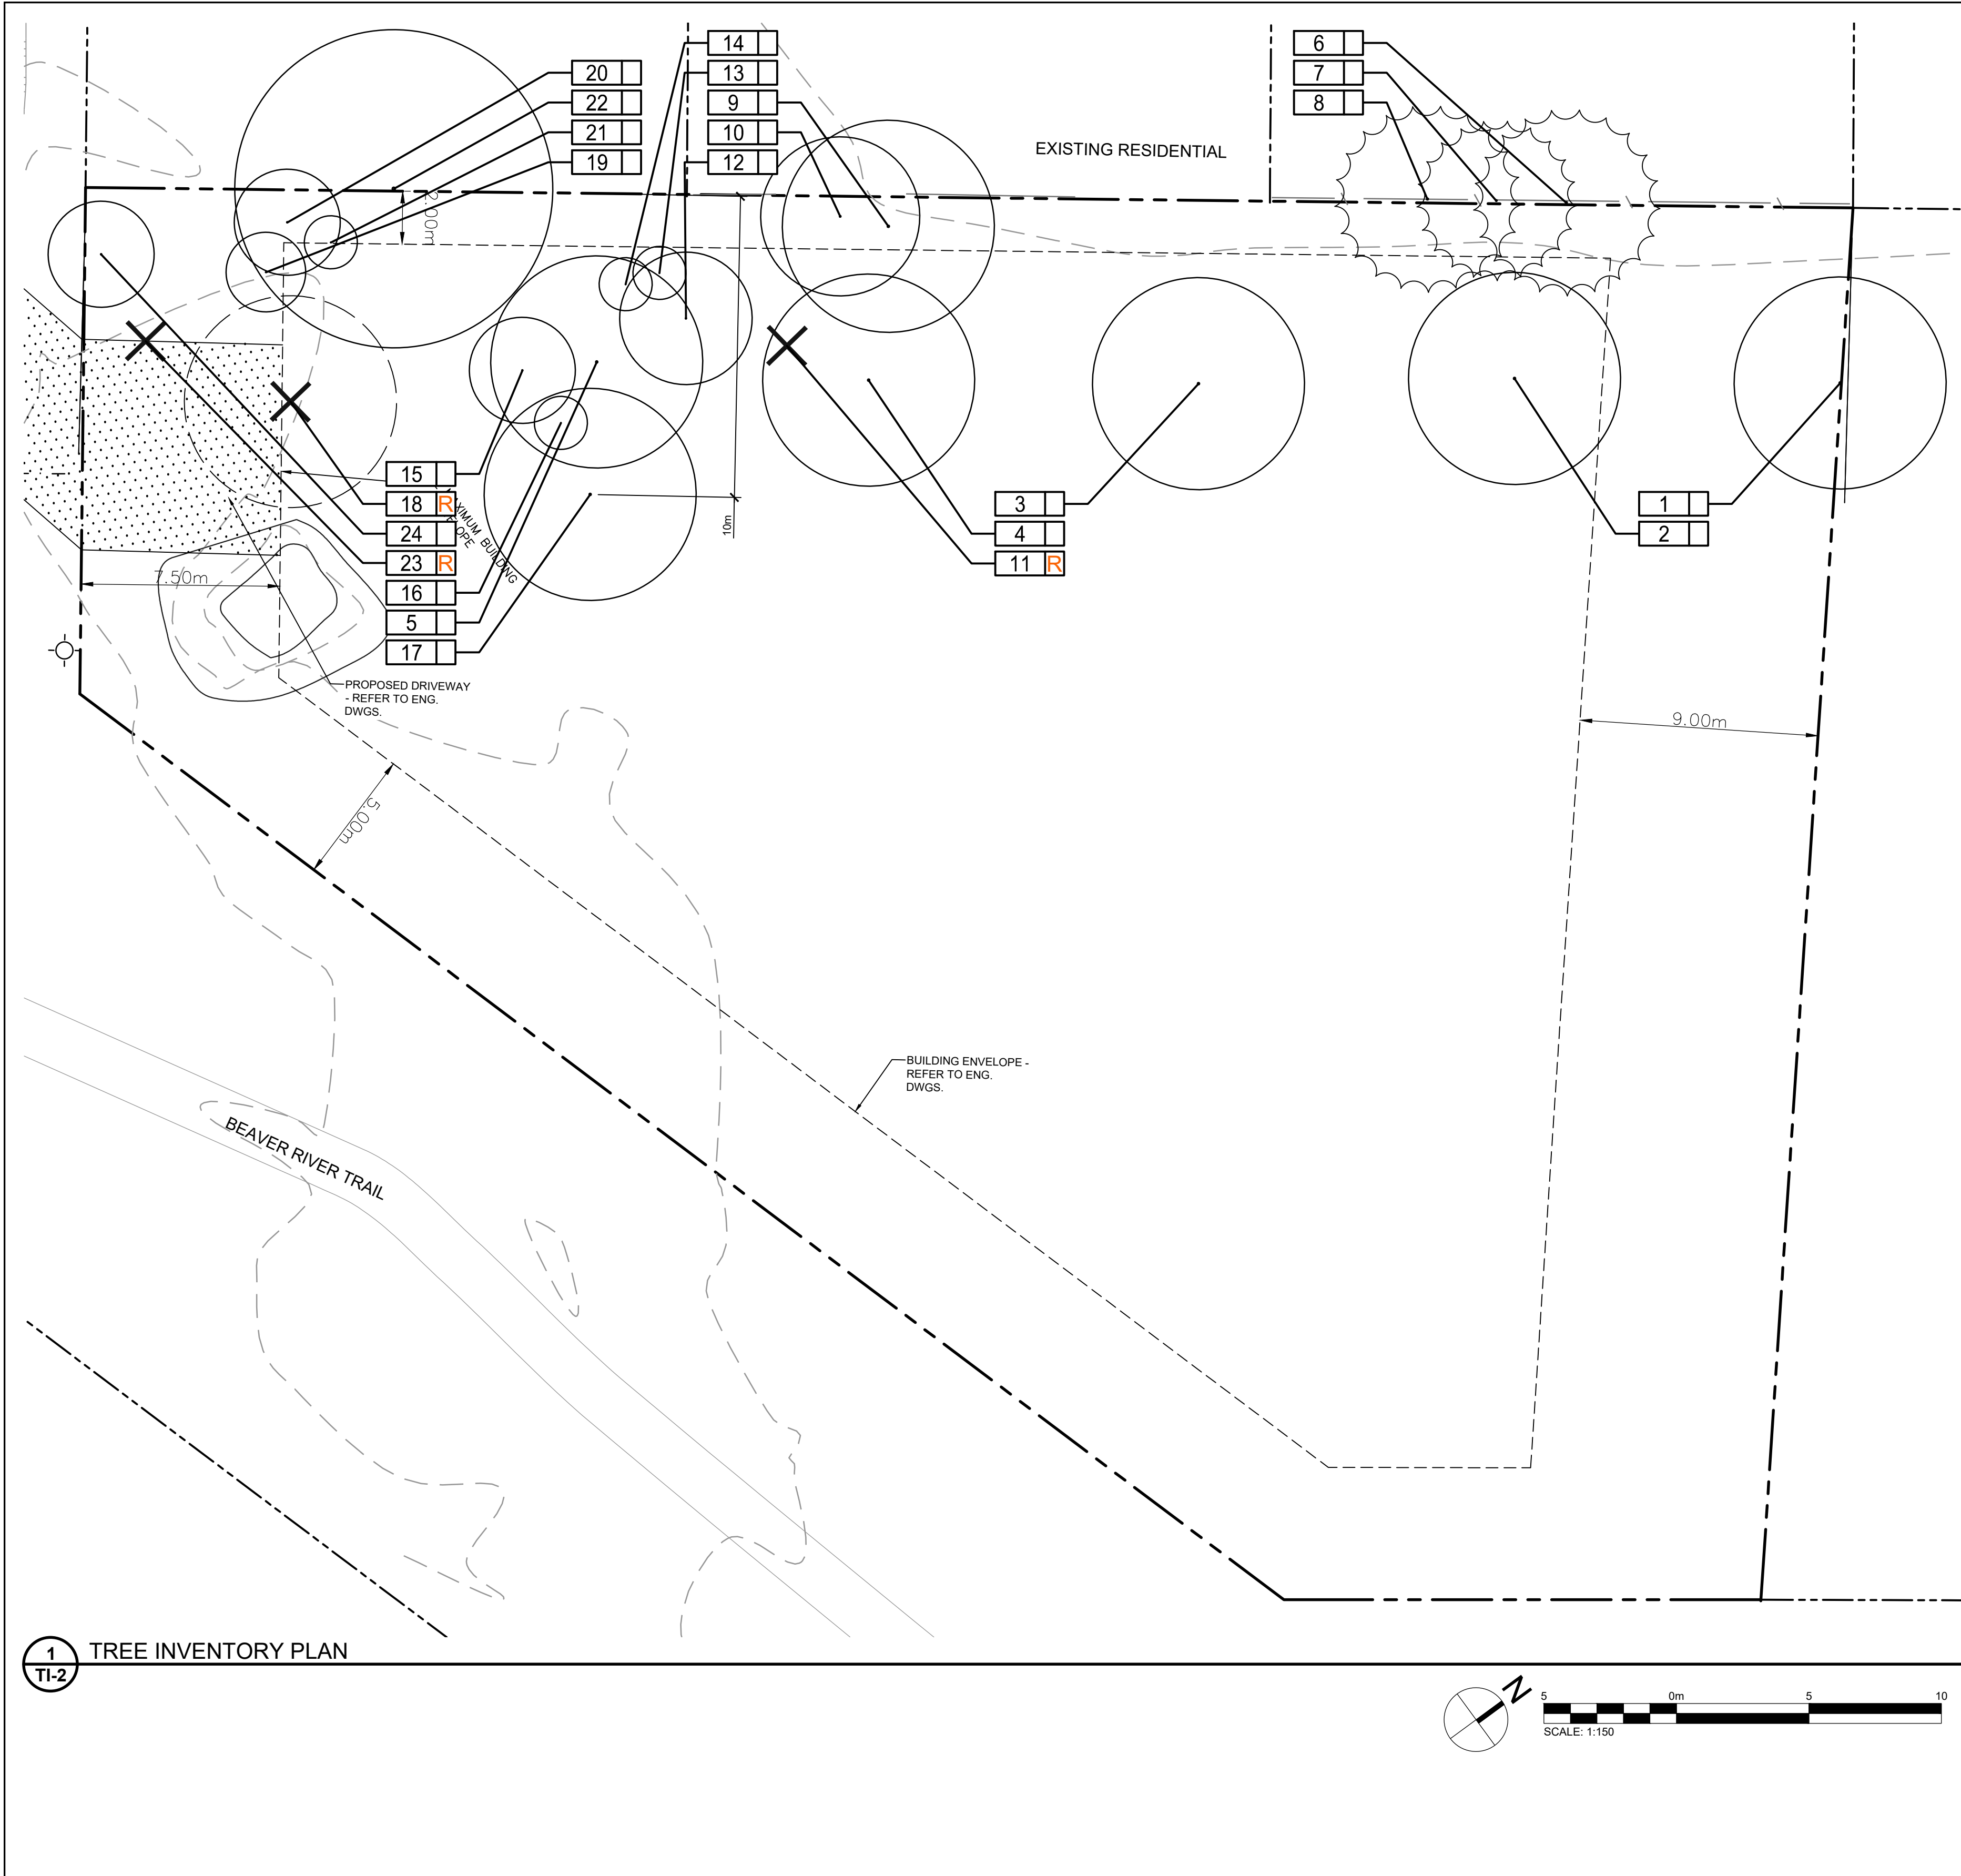 14
6
20
13
7
22
9
8
21
10
19
12
EXISTING RESIDENTIAL
2.00m
15
18 R
24
23 R
16
5
17
3
4
11 R
1
2
10m
BUILDING
7.50m
PROPOSED DRIVEWAY
- REFER TO ENG.
DWGS.
9.00m
5.00m
BUILDING ENVELOPE -
REFER TO ENG.
DWGS.
BEAVER RIVER TRAIL
1
TI-2
TREE INVENTORY PLAN
N
5 0m 5 10
SCALE: 1:150